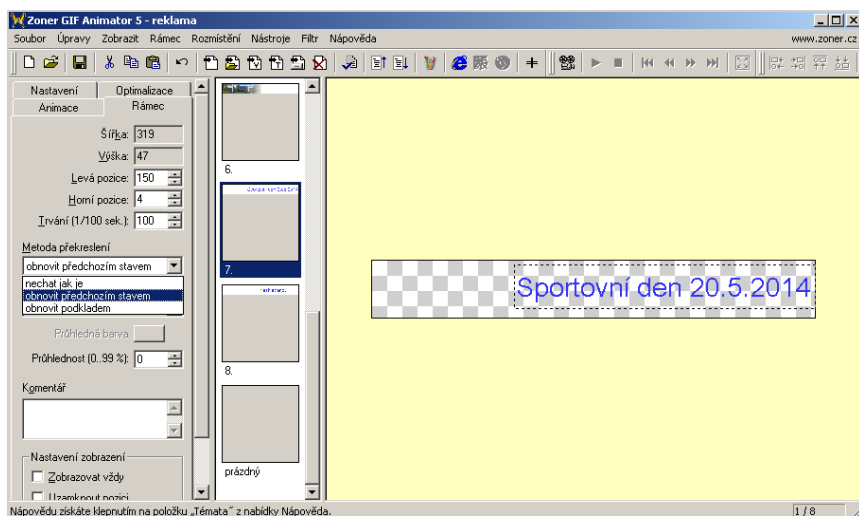 Zoner GIF Animator 5 - reklama
Soubor Úpravy Zobrazit Rámec Rozmístění Nástroje Filtr Nápověda www.zoner.cz
Nastavení Optimalizace
Animace Rámec
Šířka: 319
Výška: 47
Levá pozice: 150
Horní pozice: 4
Trvání (1/100 sek.): 100
Metoda překreslení
obnovit předchozím stavem
nechat jak je
obnovit předchozím stavem
obnovit podkladem
Průhledná barva
Průhlednost (0..99 %): 0
Komentář
Nastavení zobrazení
Zobrazovat vždy
Uzamknout pozici
6.
7.
8.
prázdný
Sportovní den 20.5.2014
Nápovědu získáte klepnutím na položku „Témata“ z nabídky Nápověda. 1 / 8